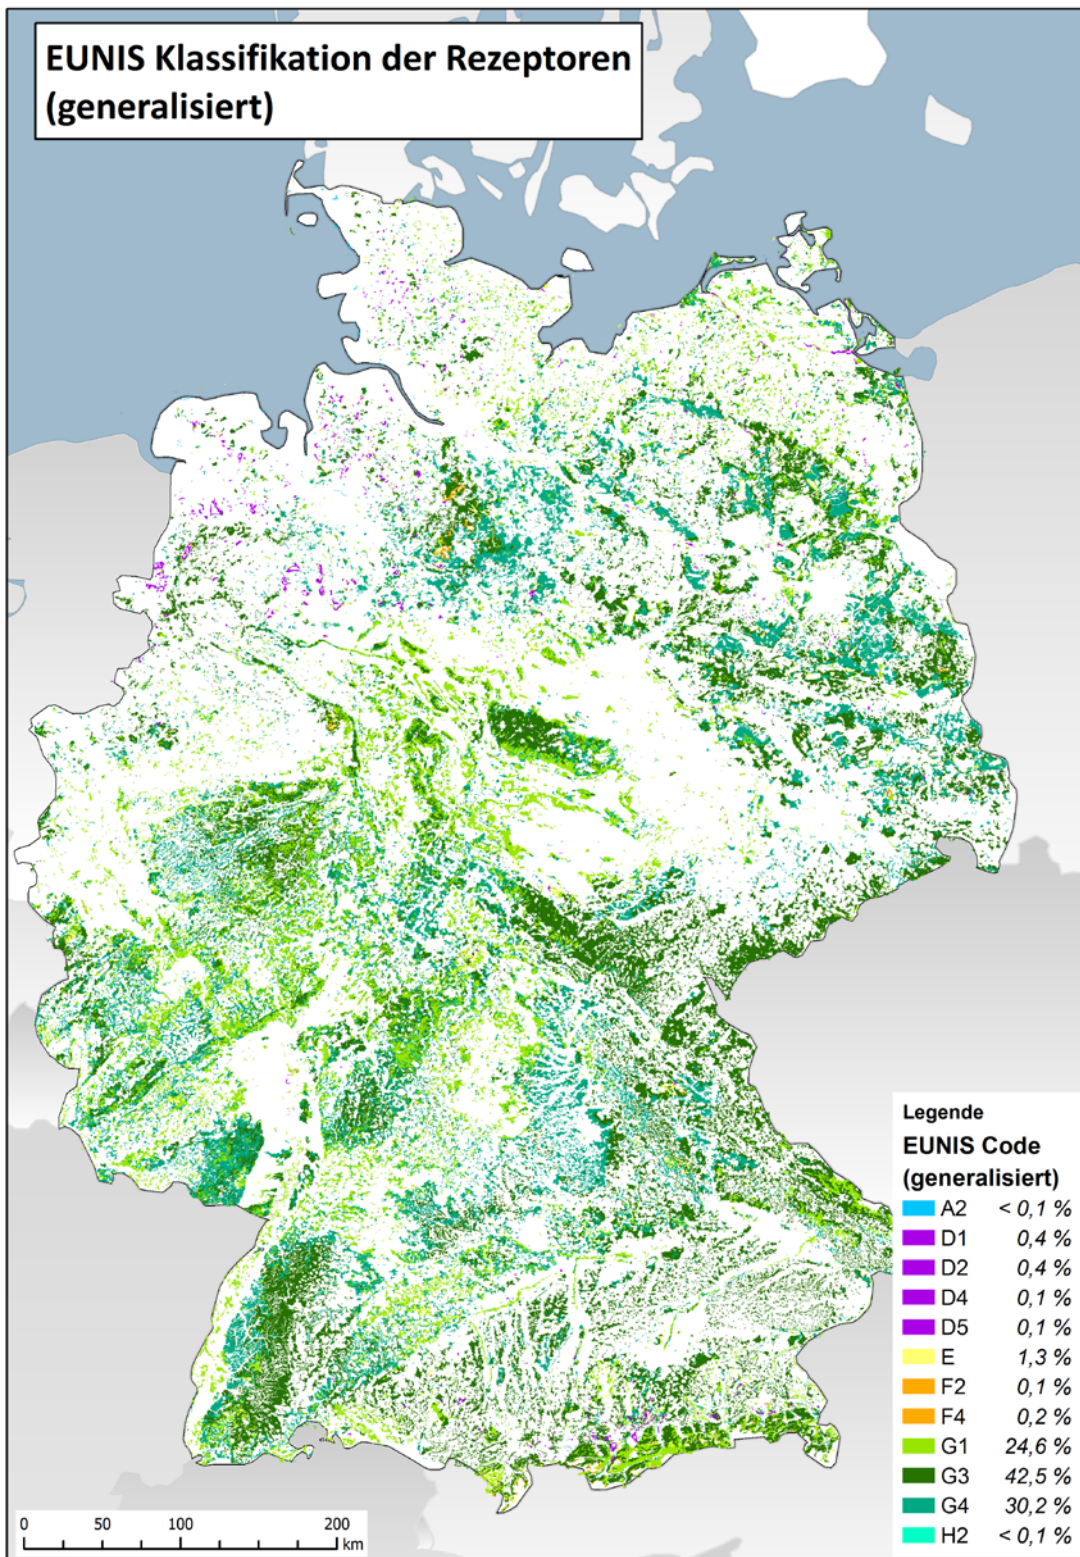 EUNIS Klassifikation der Rezeptoren
(generalisiert)
Legende
EUNIS Code
(generalisiert)
A2 < 0,1 %
D1 0,4 %
D2 0,4 %
D4 0,1 %
D5 0,1 %
E 1,3 %
F2 0,1 %
F4 0,2 %
G1 24,6 %
G3 42,5 %
G4 30,2 %
H2 < 0,1 %
0 50 100 200
km